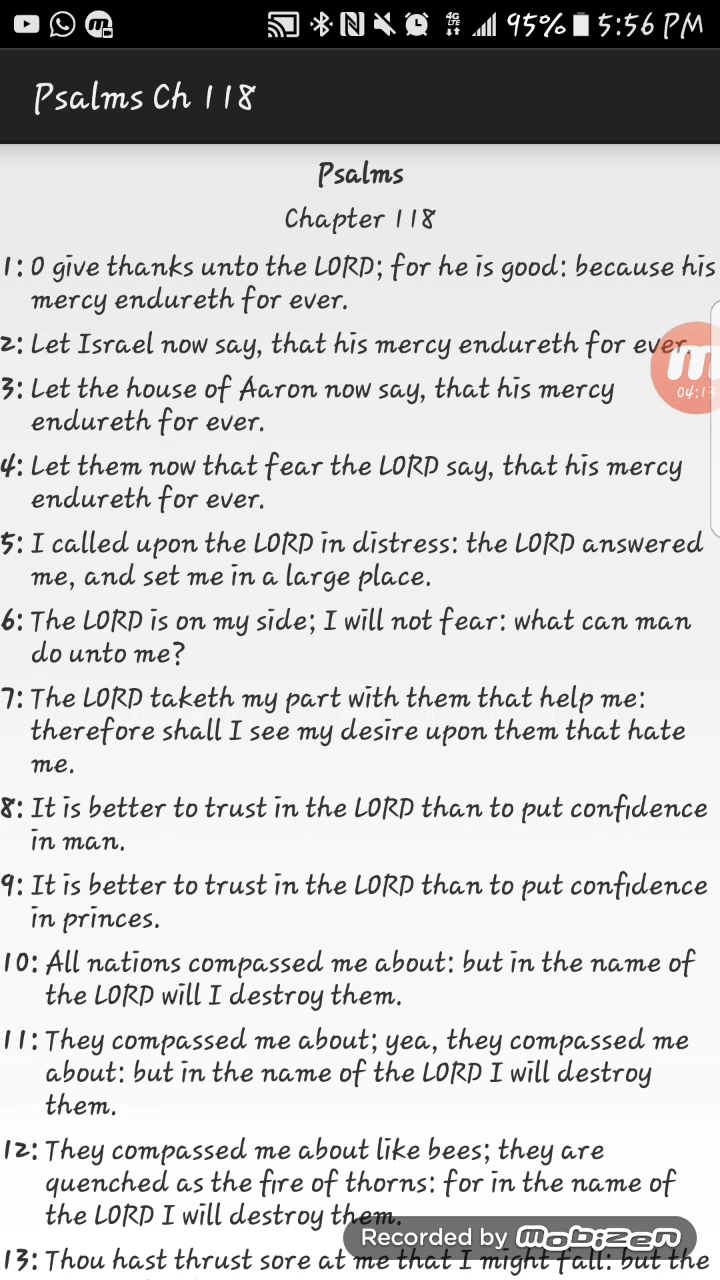 4G LTE 95% 5:56 PM
Psalms Ch 118
Psalms
Chapter 118
1: O give thanks unto the LORD; for he is good: because his
mercy endureth for ever.
2: Let Israel now say, that his mercy endureth for ever.
3: Let the house of Aaron now say, that his mercy
endureth for ever.
4: Let them now that fear the LORD say, that his mercy
endureth for ever.
5: I called upon the LORD in distress: the LORD answered
me, and set me in a large place.
6: The LORD is on my side; I will not fear: what can man
do unto me?
7: The LORD taketh my part with them that help me:
therefore shall I see my desire upon them that hate
me.
8: It is better to trust in the LORD than to put confidence
in man.
9: It is better to trust in the LORD than to put confidence
in princes.
10: All nations compassed me about: but in the name of
the LORD will I destroy them.
11: They compassed me about; yea, they compassed me
about: but in the name of the LORD I will destroy
them.
12: They compassed me about like bees; they are
quenched as the fire of thorns: for in the name of
the LORD I will destroy them.
13: Thou hast thrust sore at me that I might fall: but the
m
04:13
Recorded by mobizen